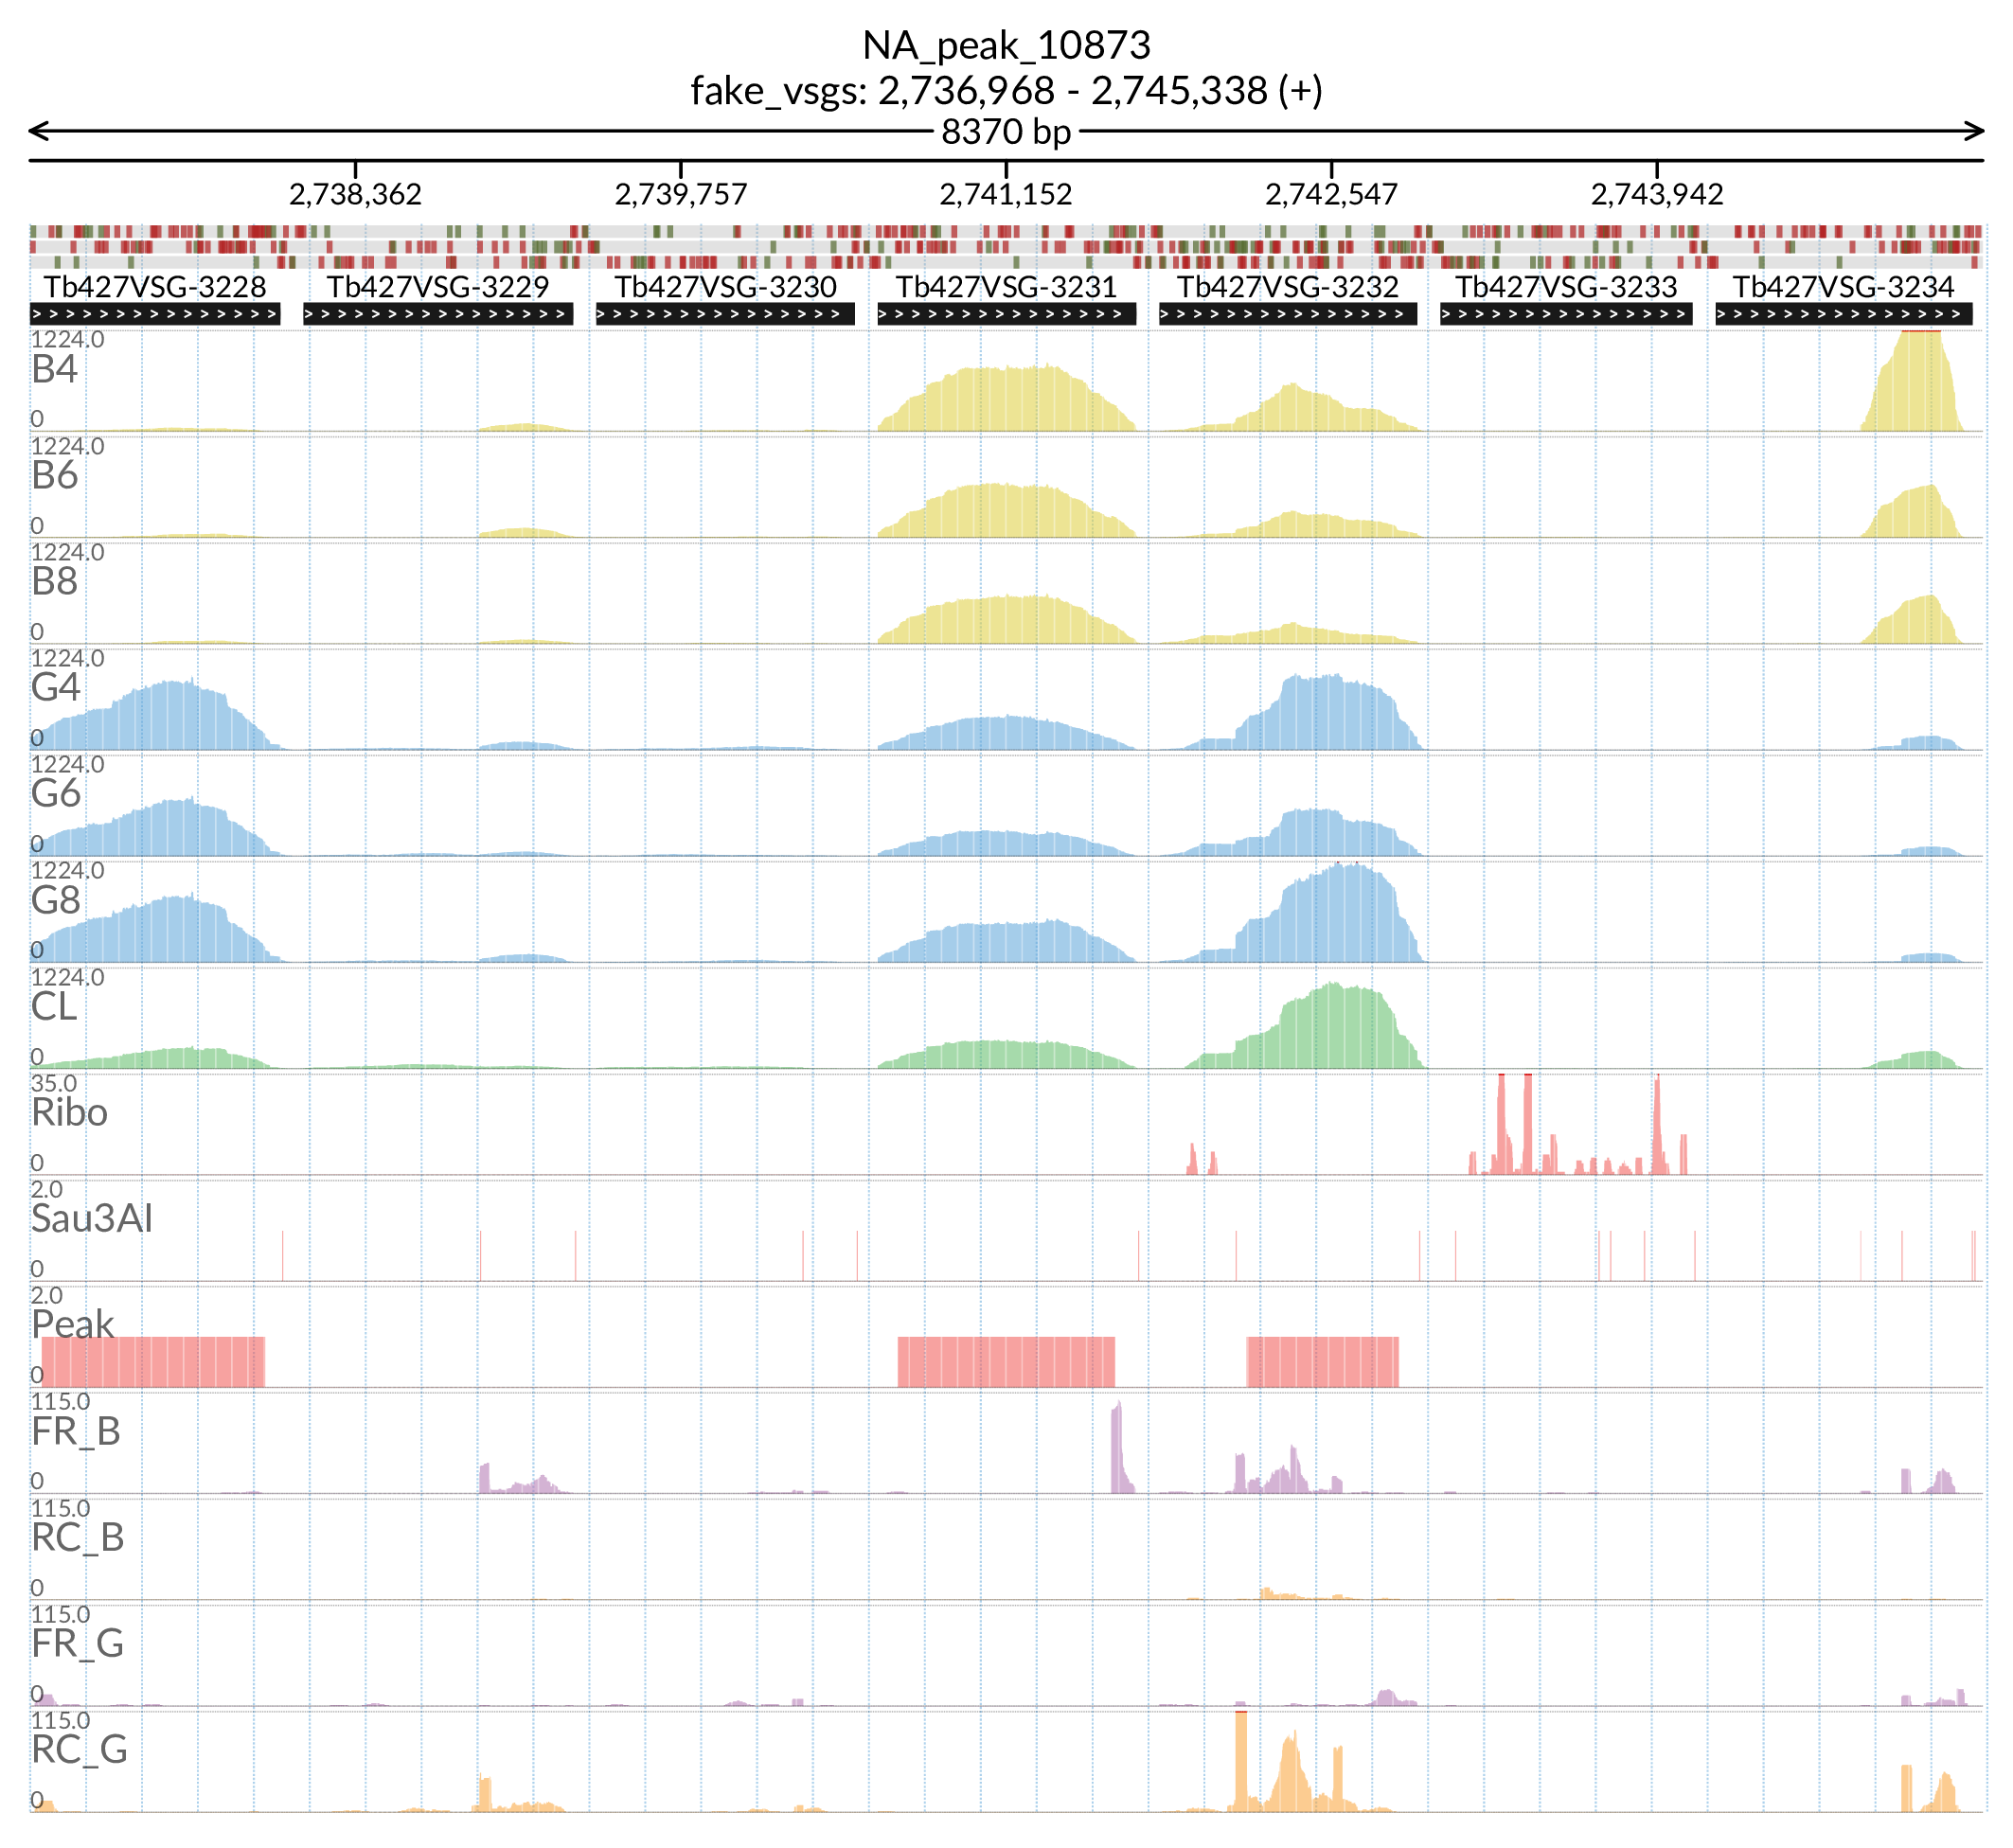 NA_peak_10873
fake_vsgs: 2,736,968 - 2,745,338 (+)
8370 bp
2,738,362 2,739,757 2,741,152 2,742,547 2,743,942
Tb427VSG-3228 Tb427VSG-3229 Tb427VSG-3230 Tb427VSG-3231 Tb427VSG-3232 Tb427VSG-3233 Tb427VSG-3234
1224.0
B4
0
1224.0
B6
0
1224.0
B8
0
1224.0
G4
0
1224.0
G6
0
1224.0
G8
0
1224.0
CL
0
35.0
Ribo
0
2.0
Sau3AI
0
2.0
Peak
0
115.0
FR_B
0
115.0
RC_B
0
115.0
FR_G
0
115.0
RC_G
0